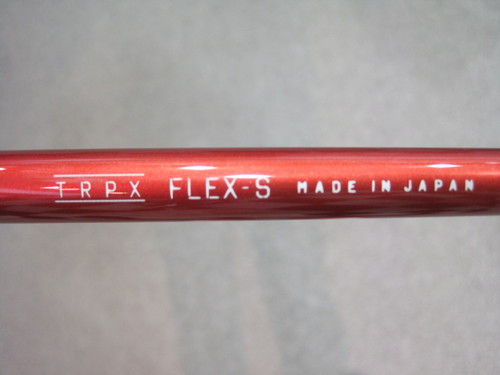 TRPX FLEX-S MADE IN JAPAN